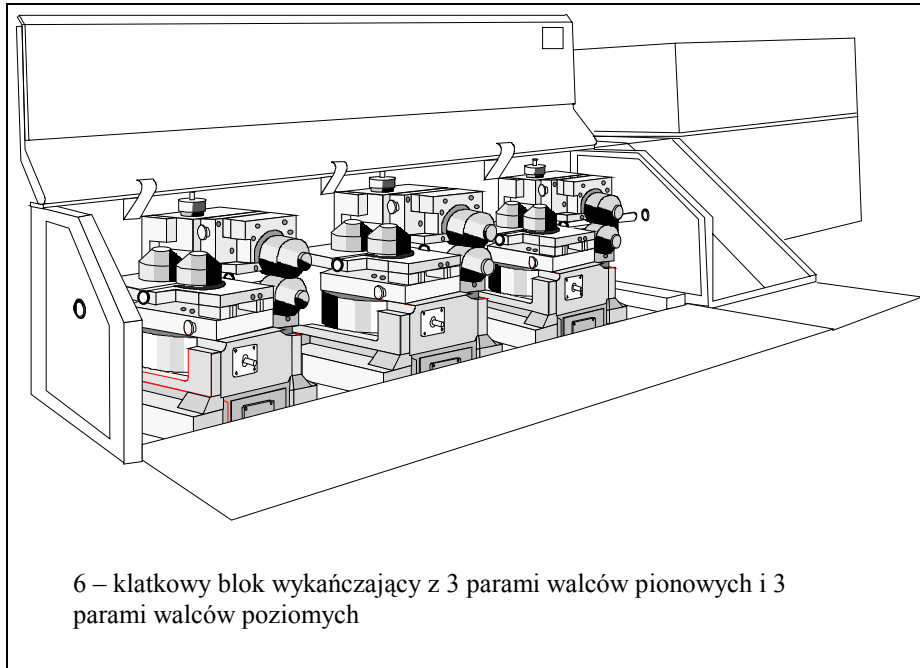 6 – klatkowy blok wykańczający z 3 parami walców pionowych i 3
parami walców poziomych